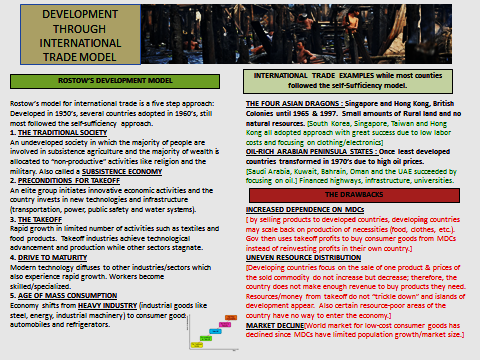 DEVELOPMENT
THROUGH
INTERNATIONAL
TRADE MODEL
ROSTOW'S DEVELOPMENT MODEL
Rostow's model for international trade is a five step approach:
Developed in 1950's, several countries adopted in 1960's, still
most followed the self-sufficiency approach.
1. THE TRADITIONAL SOCIETY
An undeveloped society in which the majority of people are
involved in subsistence agriculture and the majority of wealth is
allocated to "non-productive" activities like religion and the
military. Also called a SUBSISTENCE ECONOMY
2. PRECONDITIONS FOR TAKEOFF
An elite group initiates innovative economic activities and the
country invests in new technologies and infrastructure
(transportation, power, public safety and water systems).
3. THE TAKEOFF
Rapid growth in limited number of activities such as textiles and
food products. Takeoff industries achieve technological
advancement and production while other sectors stagnate.
4. DRIVE TO MATURITY
Modern technology diffuses to other industries/sectors which
also experience rapid growth. Workers become
skilled/specialized.
5. AGE OF MASS CONSUMPTION
Economy shifts from HEAVY INDUSTRY (industrial goods like
steel, energy, industrial machinery) to consumer goods
automobiles and refrigerators.
INTERNATIONAL TRADE EXAMPLES while most counties
followed the self-Sufficiency model.
THE FOUR ASIAN DRAGONS : Singapore and Hong Kong, British
Colonies until 1965 & 1997. Small amounts of Rural land and no
natural resources. [South Korea, Singapore, Taiwan and Hong
Kong all adopted approach with great success due to low labor
costs and focusing on clothing/electronics]
OIL-RICH ARABIAN PENINSULA STATES : Once least developed
countries transformed in 1970's due to high oil prices.
[Saudi Arabia, Kuwait, Bahrain, Oman and the UAE succeeded by
focusing on oil.] Financed highways, infrastructure, universities.
THE DRAWBACKS
INCREASED DEPENDENCE ON MDCs
[ by selling products to developed countries, developing countries
may scale back on production of necessities (food, clothes, etc.).
Gov then uses takeoff profits to buy consumer goods from MDCs
instead of reinvesting profits in their own country.]
UNEVEN RESOURCE DISTRIBUTION
[Developing countries focus on the sale of one product & prices of
the sold commodity do not increase but decrease; therefore, the
country does not make enough revenue to buy products they need.
Resources/money from takeoff do not "trickle down" and islands of
development appear. Also certain resource-poor areas of the
country have no way to enter the economy.]
MARKET DECLINE[World market for low-cost consumer goods has
declined since MDCs have limited population growth/market size.]